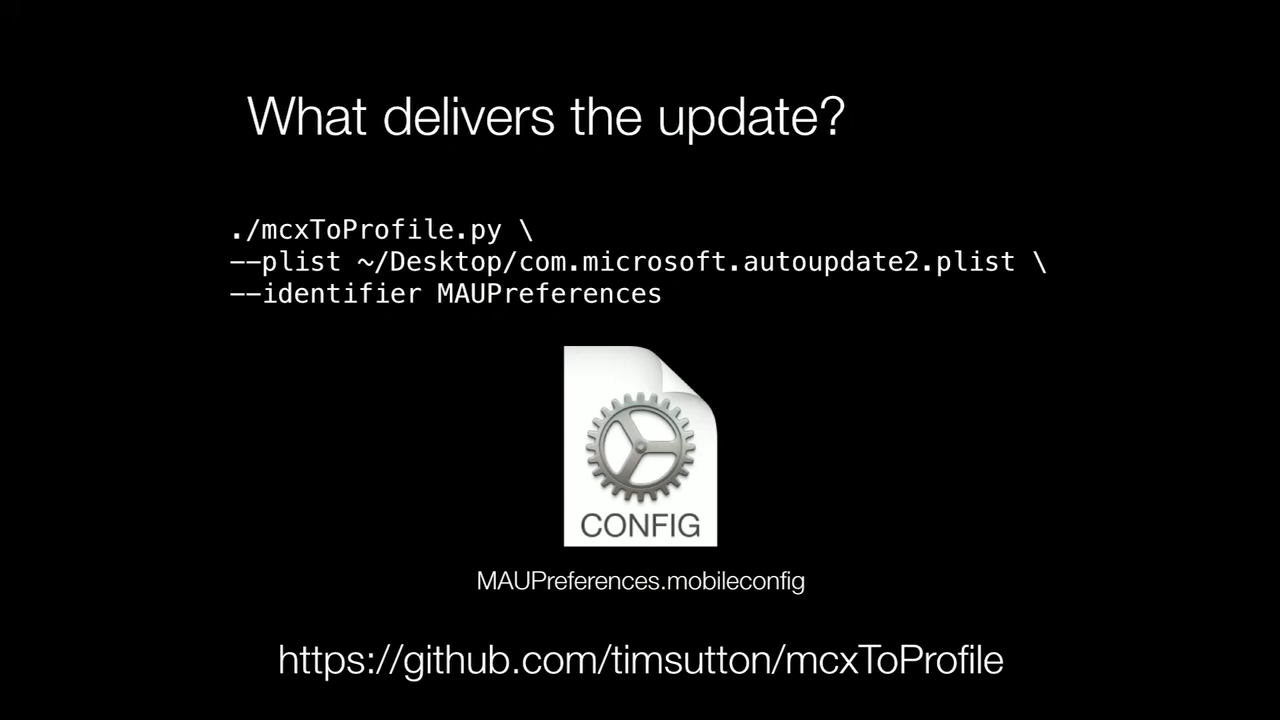 What delivers the update?
./mcxToProfile.py \
--plist ~/Desktop/com.microsoft.autoupdate2.plist \
--identifier MAUPreferences
CONFIG
MAUPreferences.mobileconfig
https://github.com/timsutton/mcxToProfile